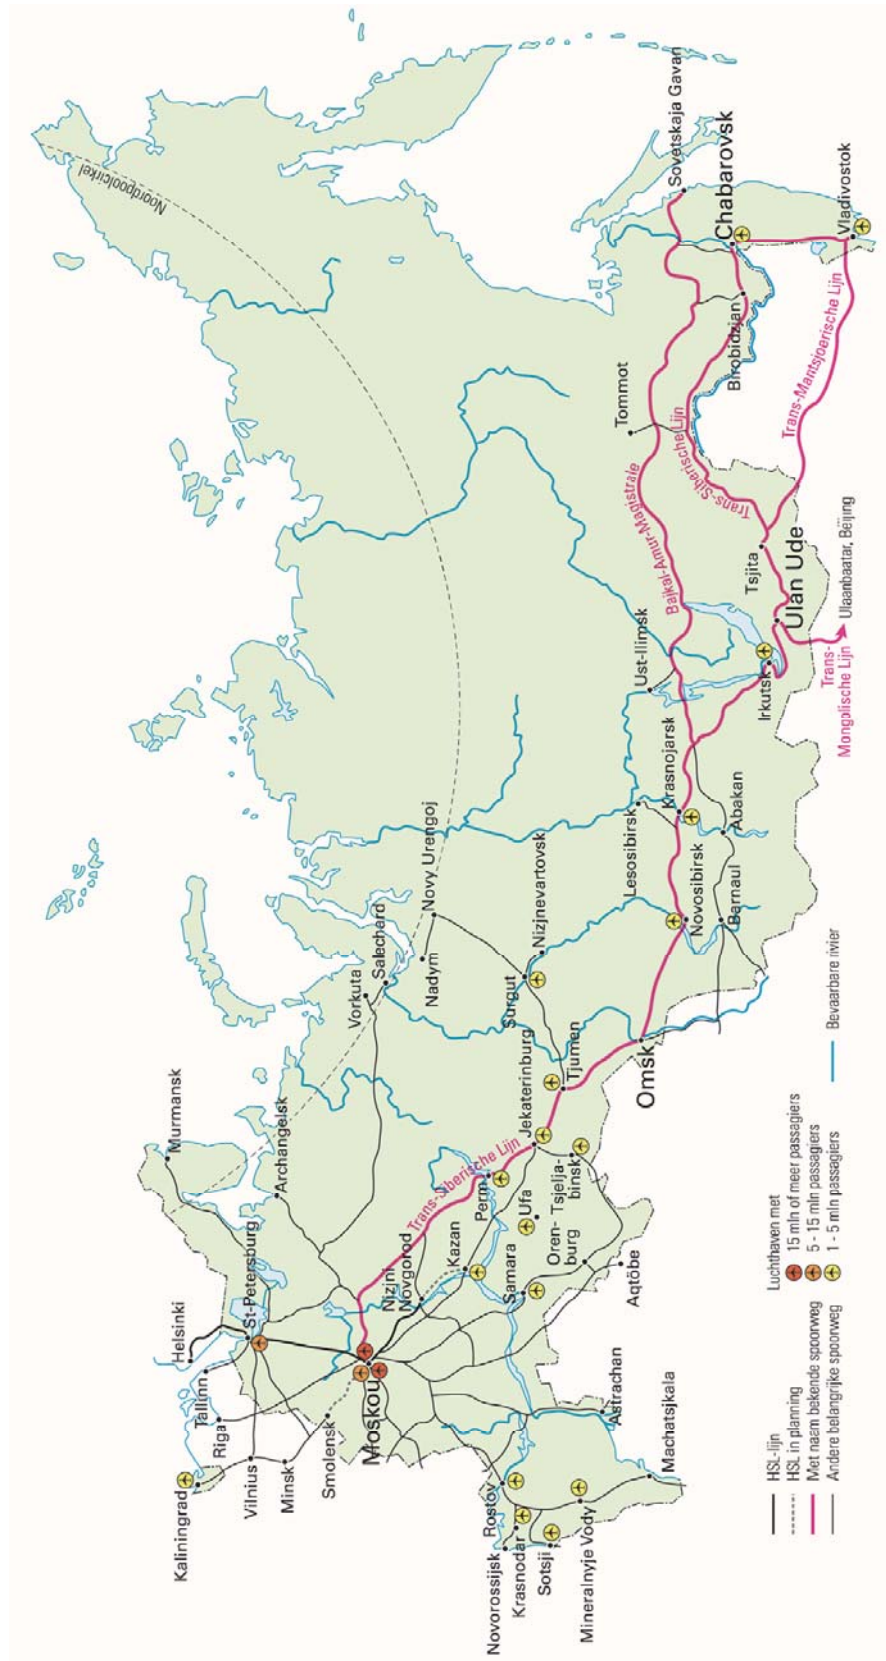 Noordpoolcirkel
Sovetskaja Gavan
Chabarovsk
Vladivostok
Birobidzjan
Tommot
Trans-Mantsjoerische Lijn
Trans-Siberische Lijn
Bajkal-Amur-Magistraie
Tsjita
Ulan Ude
Ulaanbaatar, Beijing
Trans-
Mongolische Lijn
Irkutsk
Ust-Ilimsk
Krasnojarsk
Abakan
Lesosibirsk
Novosibirsk
Barnaul
Novy Urengoj
Nadym
Salechard
Vorkuta
Nizjnevartovsk
Surgut
Tjumen
Omsk
Jekaterinburg
Tsjelja-
binsk
Trans-Siberische Lijn
Perm
Ufa
Oren-
burg
Aqtöbe
Samara
Kazan
Nizjni
Novgorod
Murmansk
Archangelsk
St-Petersburg
Helsinki
Tallinn
Riga
Vilnius
Minsk
Smolensk
Moskou
Kaliningrad
Astrachan
Machatsjkala
Rostov
Novorossijsk
Krasnodar
Sotsji
Mineralnyje Vody
HSL-lijn
HSL in planning
Met naam bekende spoorweg
Andere belangrijke spoorweg
Luchthaven met
15 mln of meer passagiers
5 - 15 mln passagiers
1 - 5 mln passagiers
Bevaarbare rivier